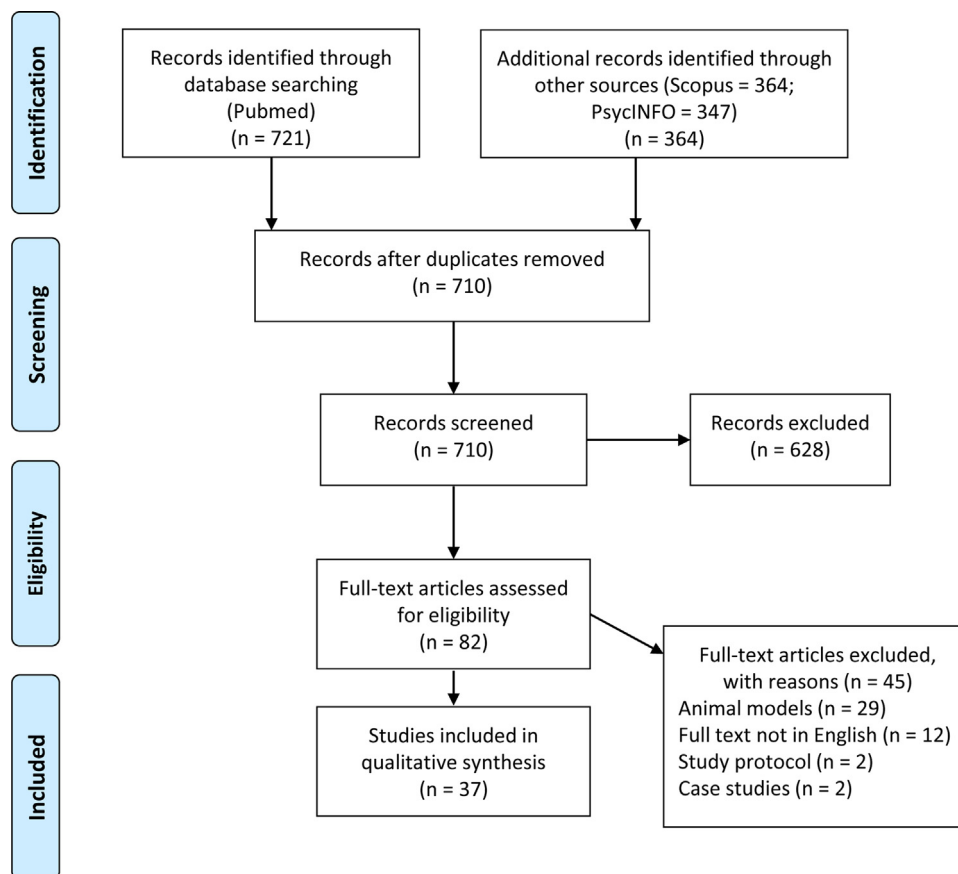 Identification
Records identified through
database searching
(Pubmed)
(n = 721)
Additional records identified through
other sources (Scopus = 364;
PsycINFO = 347)
(n = 364)
Screening
Records after duplicates removed
(n = 710)
Records screened
(n = 710)
Records excluded
(n = 628)
Eligibility
Full-text articles assessed
for eligibility
(n = 82)
Full-text articles excluded,
with reasons (n = 45)
Animal models (n = 29)
Full text not in English (n = 12)
Study protocol (n = 2)
Case studies (n = 2)
Included
Studies included in
qualitative synthesis
(n = 37)